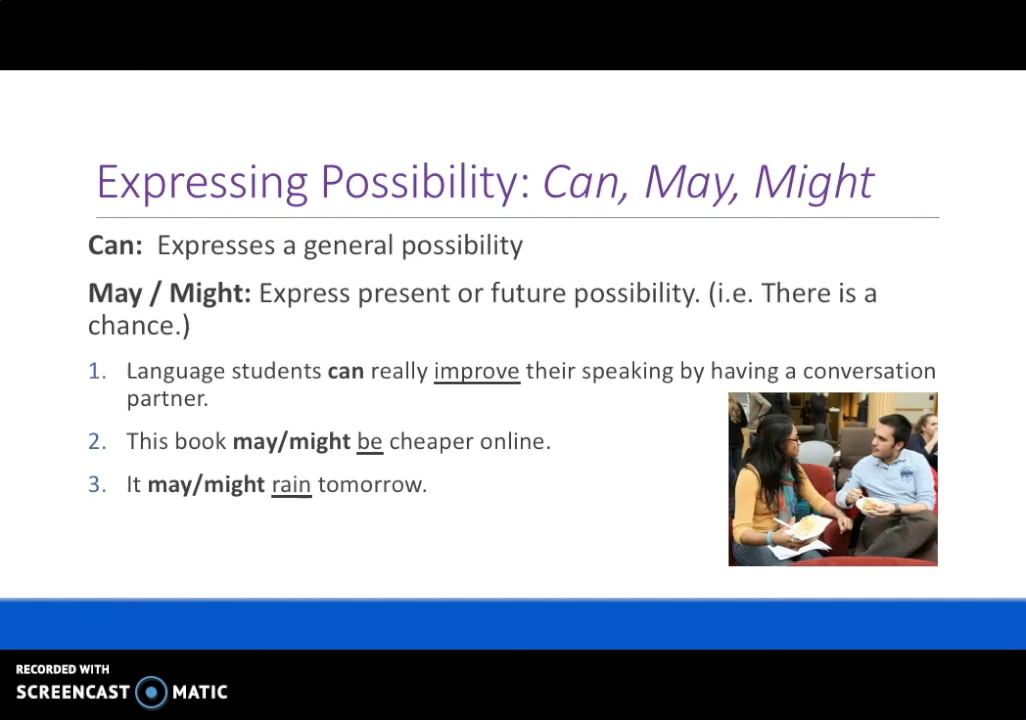 Expressing Possibility: Can, May, Might
Can: Expresses a general possibility
May / Might: Express present or future possibility. (i.e. There is a
chance.)
1. Language students can really improve their speaking by having a conversation
partner.
2. This book may/might be cheaper online.
3. It may/might rain tomorrow.
RECORDED WITH
SCREENCAST MATIC